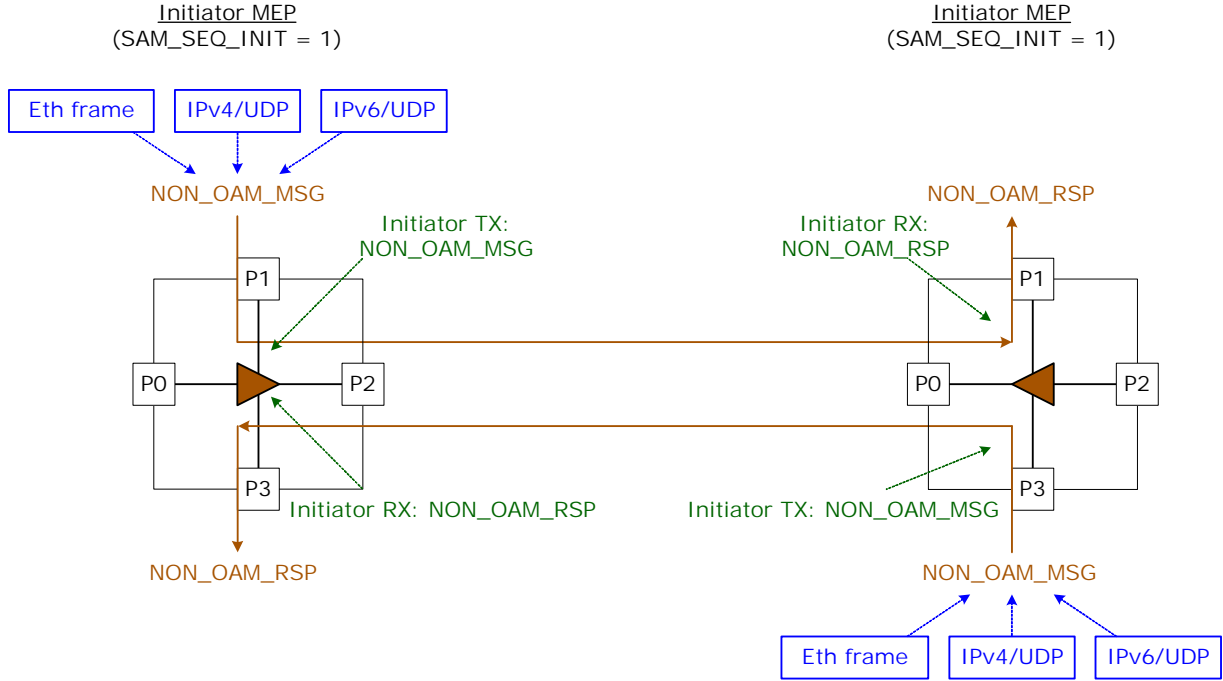 Initiator MEP
(SAM_SEQ_INIT = 1)
Initiator MEP
(SAM_SEQ_INIT = 1)
Eth frame
IPv4/UDP
IPv6/UDP
NON_OAM_MSG
NON_OAM_RSP
Initiator TX:
NON_OAM_MSG
Initiator RX:
NON_OAM_RSP
P1
P1
P0
P2
P0
P2
P3
P3
Initiator RX: NON_OAM_RSP
Initiator TX: NON_OAM_MSG
NON_OAM_RSP
NON_OAM_MSG
Eth frame
IPv4/UDP
IPv6/UDP